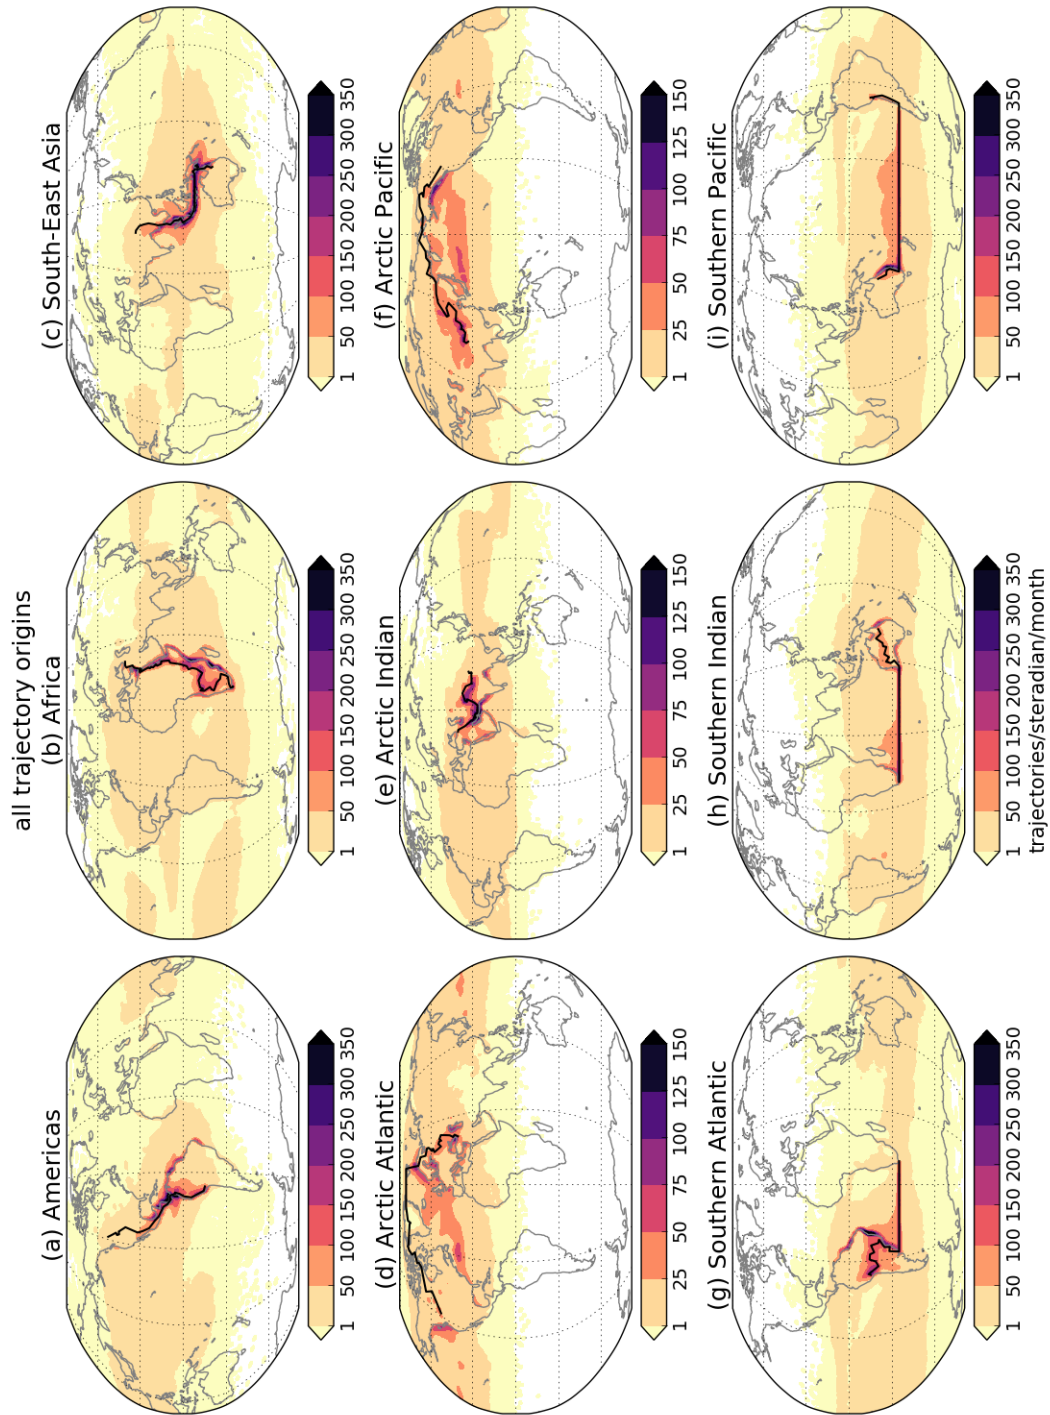 all trajectory origins
(a) Americas
(b) Africa
(c) South-East Asia
1 50 100 150 200 250 300 350
1 50 100 150 200 250 300 350
1 50 100 150 200 250 300 350
(d) Arctic Atlantic
(e) Arctic Indian
(f) Arctic Pacific
1 25 50 75 100 125 150
1 25 50 75 100 125 150
1 25 50 75 100 125 150
(g) Southern Atlantic
(h) Southern Indian
(i) Southern Pacific
1 50 100 150 200 250 300 350
1 50 100 150 200 250 300 350
1 50 100 150 200 250 300 350
trajectories/steradian/month